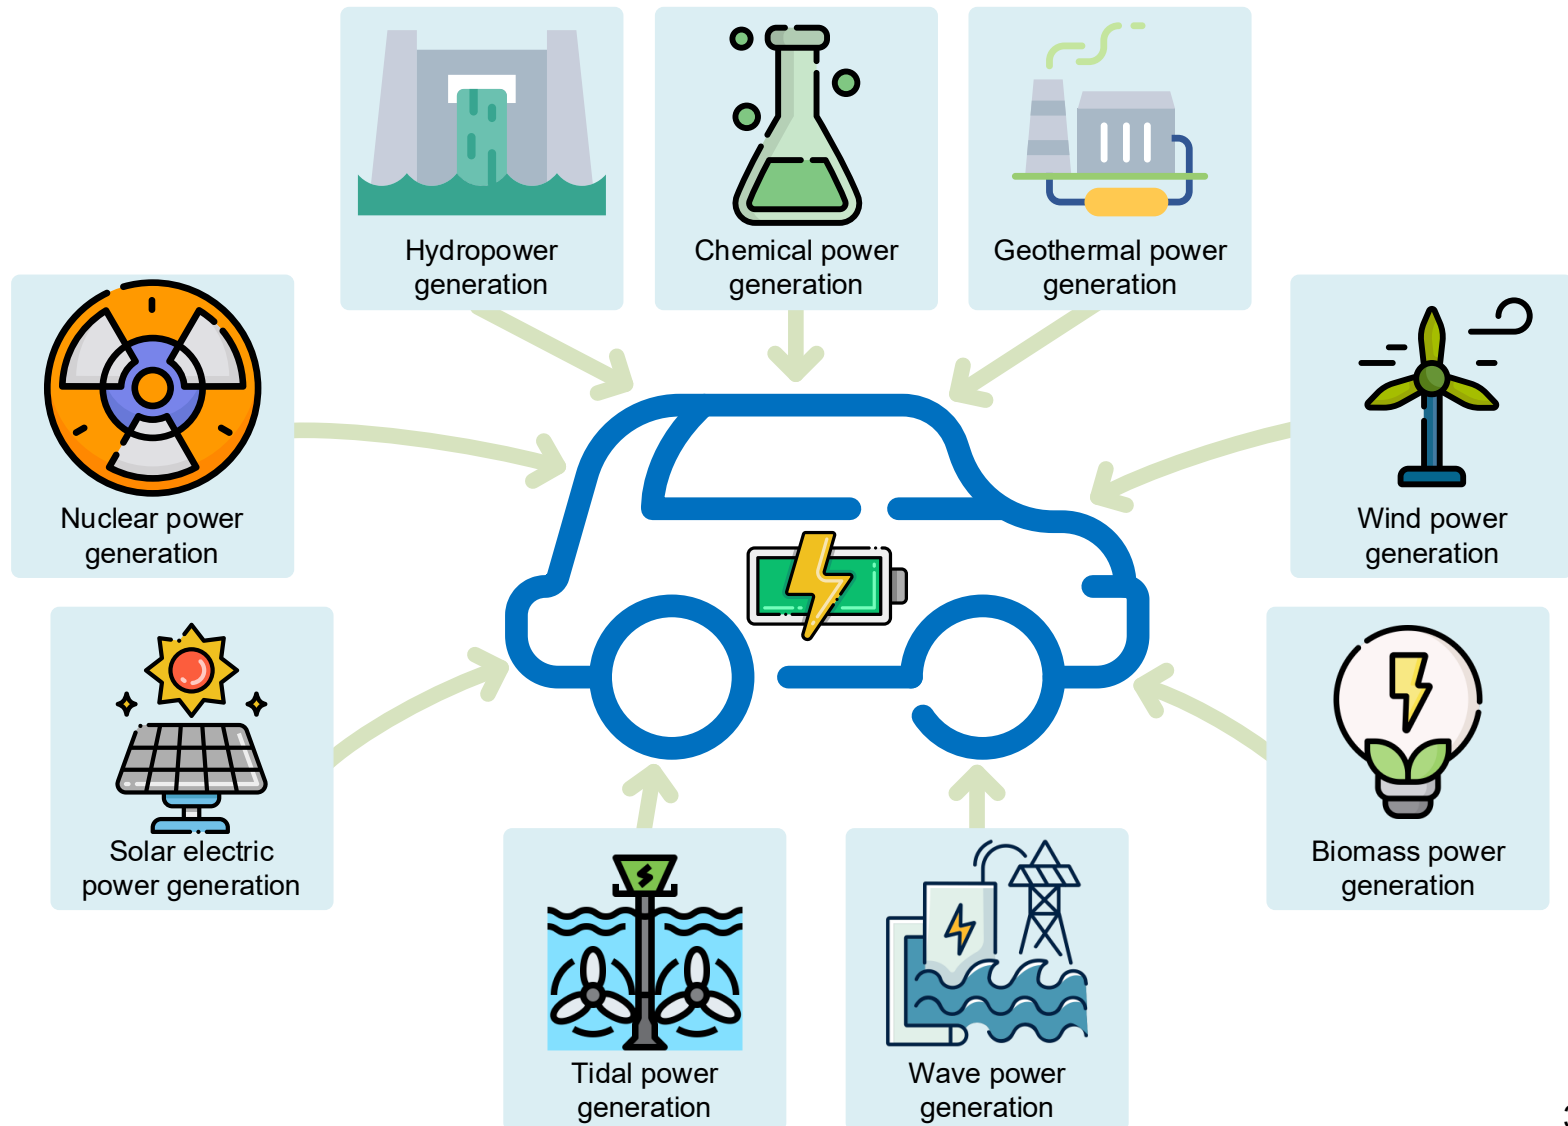 Hydropower
generation
Chemical power
generation
Geothermal power
generation
Nuclear power
generation
Wind power
generation
Solar electric
power generation
Biomass power
generation
Tidal power
generation
Wave power
generation